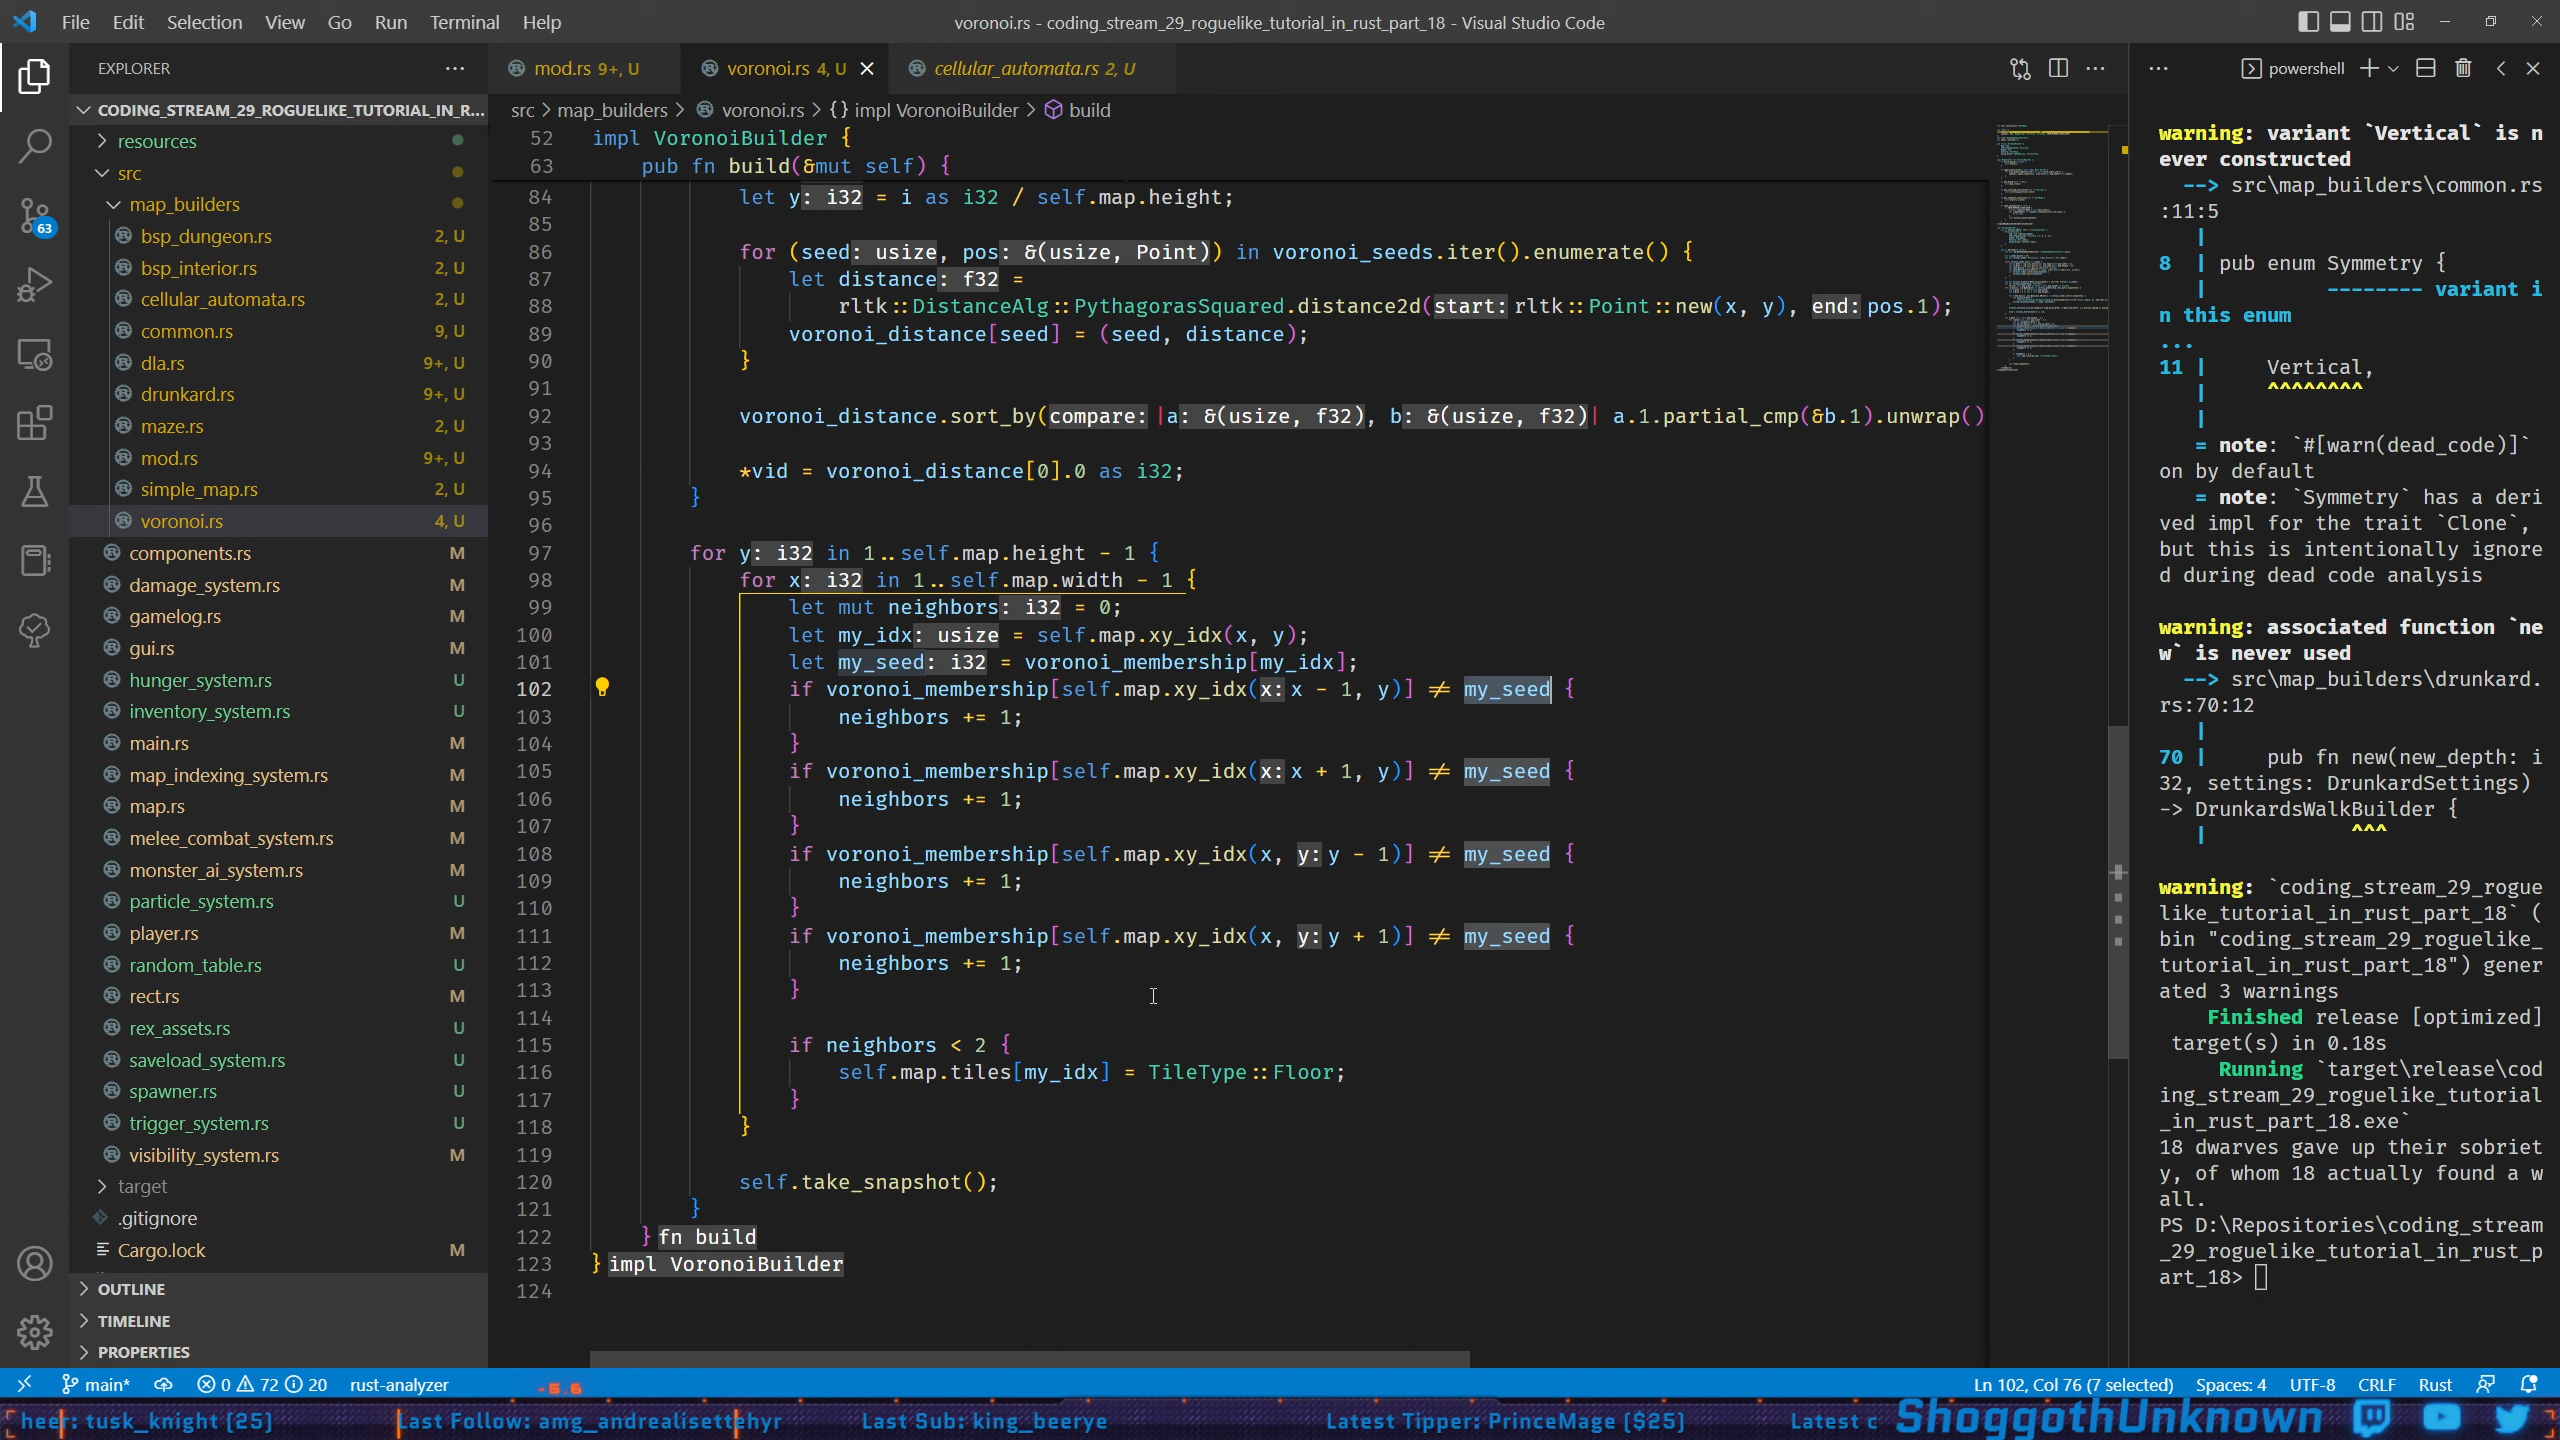 File Edit Selection View Go Run Terminal Help
voronoi.rs - coding_stream_29_roguelike_tutorial_in_rust_part_18 - Visual Studio Code
EXPLORER
CODING_STREAM_29_ROGUELIKE_TUTORIAL_IN_R...
resources
src
map_builders
bsp_dungeon.rs 2, U
bsp_interior.rs 2, U
cellular_automata.rs 2, U
common.rs 9, U
dla.rs 9+, U
drunkard.rs 9+, U
maze.rs 2, U
mod.rs 9+, U
simple_map.rs 2, U
voronoi.rs 4, U
components.rs M
damage_system.rs M
gamelog.rs M
gui.rs M
hunger_system.rs U
inventory_system.rs U
main.rs M
map_indexing_system.rs M
map.rs M
melee_combat_system.rs M
monster_ai_system.rs M
particle_system.rs U
player.rs M
random_table.rs U
rect.rs M
rex_assets.rs U
saveload_system.rs U
spawner.rs U
trigger_system.rs U
visibility_system.rs M
target
.gitignore
Cargo.lock M
OUTLINE
TIMELINE
PROPERTIES
63
mod.rs 9+, U
voronoi.rs 4, U
cellular_automata.rs 2, U
src > map_builders > voronoi.rs > {} impl VoronoiBuilder > build
52 impl VoronoiBuilder {
63 pub fn build(&mut self) {
84 let y: i32 = i as i32 / self.map.height;
85
86 for (seed: usize, pos: &(usize, Point)) in voronoi_seeds.iter().enumerate() {
87 let distance: f32 =
88 rltk::DistanceAlg::PythagorasSquared.distance2d(start: rltk::Point::new(x, y), end: pos.1);
89 voronoi_distance[seed] = (seed, distance);
90 }
91
92 voronoi_distance.sort_by(compare: |a: &(usize, f32), b: &(usize, f32)| a.1.partial_cmp(&b.1).unwrap()
93
94 *vid = voronoi_distance[0].0 as i32;
95 }
96
97 for y: i32 in 1..self.map.height - 1 {
98 for x: i32 in 1..self.map.width - 1 {
99 let mut neighbors: i32 = 0;
100 let my_idx: usize = self.map.xy_idx(x, y);
101 let my_seed: i32 = voronoi_membership[my_idx];
102 if voronoi_membership[self.map.xy_idx(x: x - 1, y)] != my_seed {
103 neighbors += 1;
104 }
105 if voronoi_membership[self.map.xy_idx(x: x + 1, y)] != my_seed {
106 neighbors += 1;
107 }
108 if voronoi_membership[self.map.xy_idx(x, y: y - 1)] != my_seed {
109 neighbors += 1;
110 }
111 if voronoi_membership[self.map.xy_idx(x, y: y + 1)] != my_seed {
112 neighbors += 1;
113 }
114
115 if neighbors < 2 {
116 self.map.tiles[my_idx] = TileType::Floor;
117 }
118 }
119
120 self.take_snapshot();
121 }
122 } fn build
123 } impl VoronoiBuilder
124
powershell
warning: variant `Vertical` is n
ever constructed
--> src\map_builders\common.rs
:11:5
|
8 | pub enum Symmetry {
| -------- variant i
n this enum
...
11 | Vertical,
| ^^^^^^^^
|
= note: `#[warn(dead_code)]`
on by default
= note: `Symmetry` has a deri
ved impl for the trait `Clone`,
but this is intentionally ignore
d during dead code analysis
warning: associated function `ne
w` is never used
--> src\map_builders\drunkard.
rs:70:12
|
70 | pub fn new(new_depth: i
32, settings: DrunkardSettings)
-> DrunkardsWalkBuilder {
| ^^^
warning: `coding_stream_29_rogue
like_tutorial_in_rust_part_18` (
bin "coding_stream_29_roguelike_
tutorial_in_rust_part_18") gener
ated 3 warnings
Finished release [optimized]
target(s) in 0.18s
Running `target\release\cod
ing_stream_29_roguelike_tutorial
_in_rust_part_18.exe`
18 dwarves gave up their sobriet
y, of whom 18 actually found a w
all.
PS D:\Repositories\coding_stream
_29_roguelike_tutorial_in_rust_p
art_18>
main* 0 72 20 rust-analyzer -6.6 Ln 102, Col 76 (7 selected) Spaces: 4 UTF-8 CRLF Rust
heer: tusk_knight [25] Last Follow: amg_andrealisettehyr Last Sub: king_beerye Latest Tipper: PrinceMage [$25] Latest c ShoggothUnknown